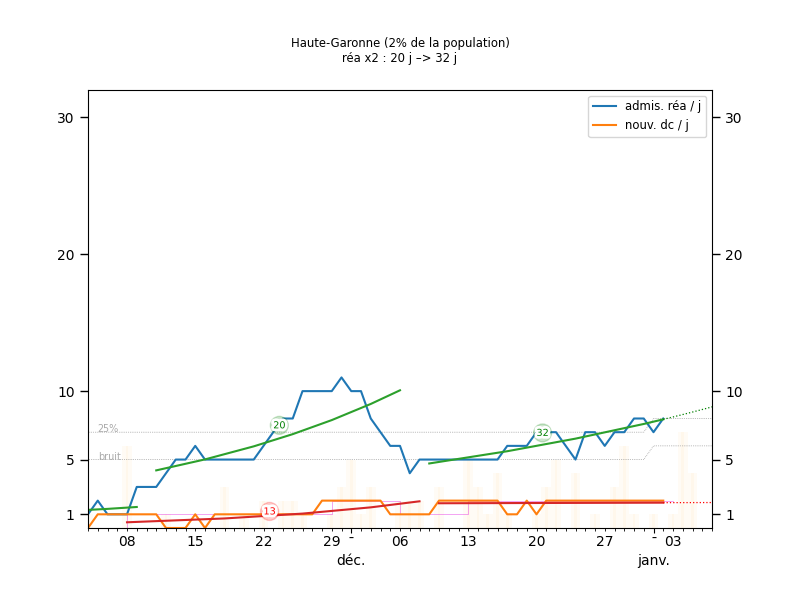 Haute-Garonne (2% de la population)
réa x2 : 20 j –> 32 j
admis. réa / j
nouv. dc / j
30 30
20 20
10 10
5 5
1 1
25%
bruit
20
13
32
08 15 22 29 - 06 13 20 27 - 03
déc. janv.